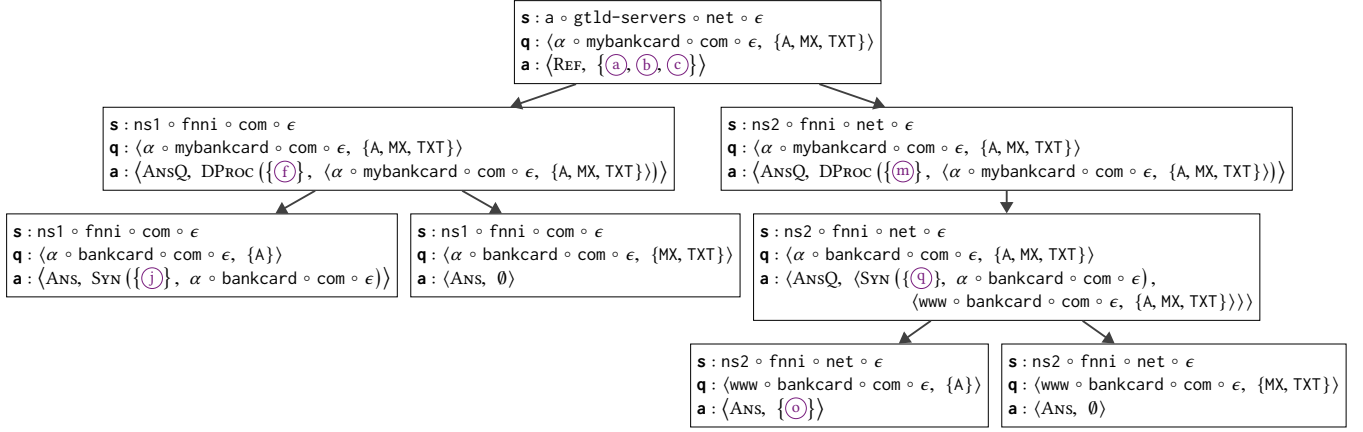 s : a ∘ gtld-servers ∘ net ∘ ϵ
q : ⟨α ∘ mybankcard ∘ com ∘ ϵ, {A, MX, TXT}⟩
a : ⟨REF, {ⓐ, ⓑ, ⓒ}⟩
s : ns1 ∘ fnni ∘ com ∘ ϵ
q : ⟨α ∘ mybankcard ∘ com ∘ ϵ, {A, MX, TXT}⟩
a : ⟨ANSQ, DPROC ({ⓕ}, ⟨α ∘ mybankcard ∘ com ∘ ϵ, {A, MX, TXT}⟩)⟩
s : ns2 ∘ fnni ∘ net ∘ ϵ
q : ⟨α ∘ mybankcard ∘ com ∘ ϵ, {A, MX, TXT}⟩
a : ⟨ANSQ, DPROC ({ⓜ}, ⟨α ∘ mybankcard ∘ com ∘ ϵ, {A, MX, TXT}⟩)⟩
s : ns1 ∘ fnni ∘ com ∘ ϵ
q : ⟨α ∘ bankcard ∘ com ∘ ϵ, {A}⟩
a : ⟨ANS, SYN ({ⓙ}, α ∘ bankcard ∘ com ∘ ϵ)⟩
s : ns1 ∘ fnni ∘ com ∘ ϵ
q : ⟨α ∘ bankcard ∘ com ∘ ϵ, {MX, TXT}⟩
a : ⟨ANS, ∅⟩
s : ns2 ∘ fnni ∘ net ∘ ϵ
q : ⟨α ∘ bankcard ∘ com ∘ ϵ, {A, MX, TXT}⟩
a : ⟨ANSQ, ⟨SYN ({ⓠ}, α ∘ bankcard ∘ com ∘ ϵ),
⟨www ∘ bankcard ∘ com ∘ ϵ, {A, MX, TXT}⟩⟩⟩
s : ns2 ∘ fnni ∘ net ∘ ϵ
q : ⟨www ∘ bankcard ∘ com ∘ ϵ, {A}⟩
a : ⟨ANS, {ⓞ}⟩
s : ns2 ∘ fnni ∘ net ∘ ϵ
q : ⟨www ∘ bankcard ∘ com ∘ ϵ, {MX, TXT}⟩
a : ⟨ANS, ∅⟩